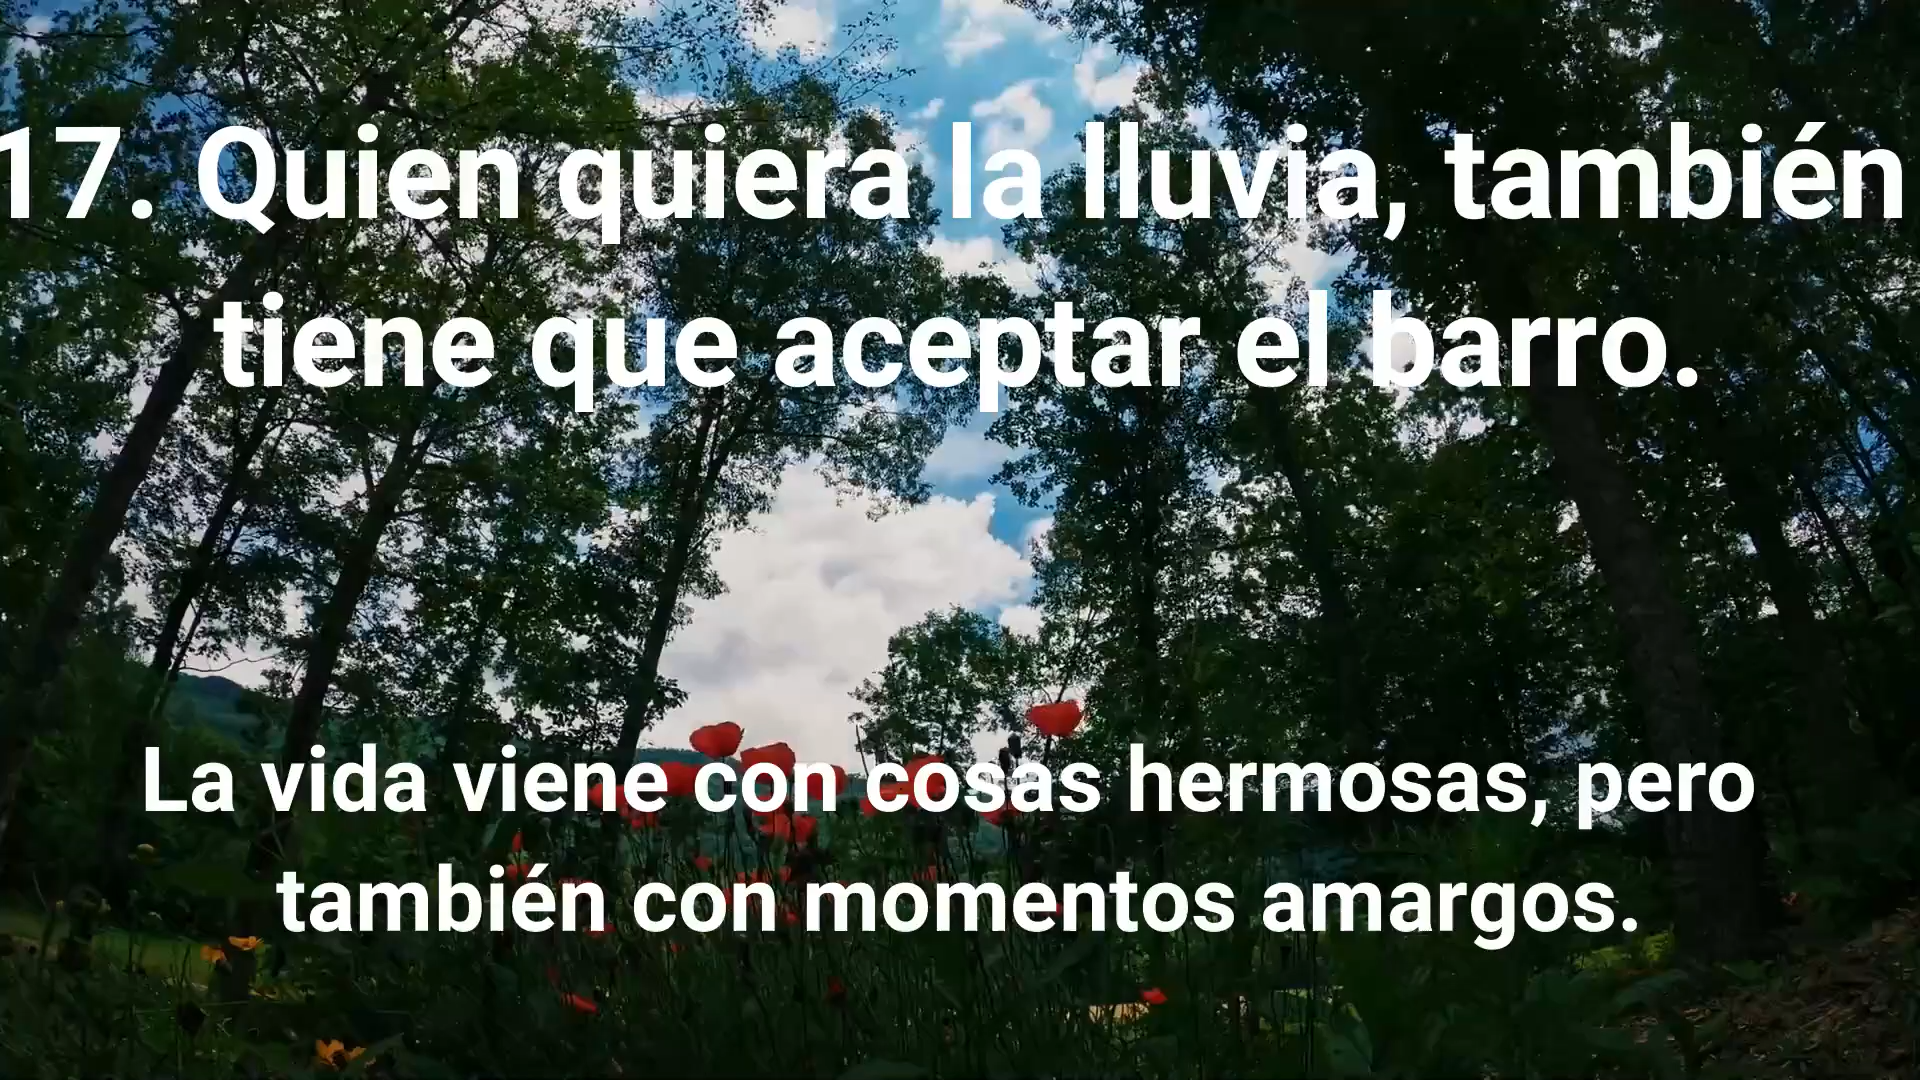 17. Quien quiera la lluvia, también
tiene que aceptar el barro.
La vida viene con cosas hermosas, pero
también con momentos amargos.